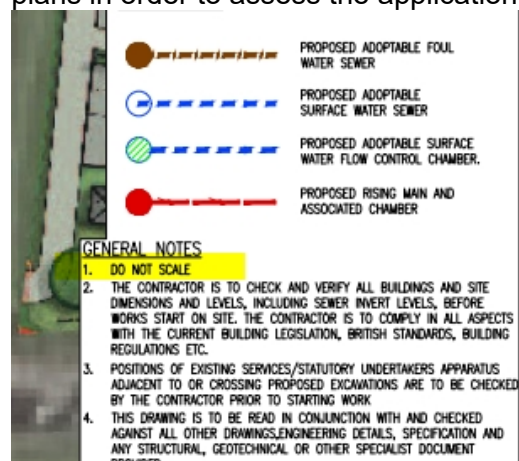 plans in order to assess the application
PROPOSED ADOPTABLE FOUL
WATER SEWER
PROPOSED ADOPTABLE
SURFACE WATER SEWER
PROPOSED ADOPTABLE SURFACE
WATER FLOW CONTROL CHAMBER.
PROPOSED RISING MAIN AND
ASSOCIATED CHAMBER
GENERAL NOTES
1. DO NOT SCALE
2. THE CONTRACTOR IS TO CHECK AND VERIFY ALL BUILDINGS AND SITE
DIMENSIONS AND LEVELS, INCLUDING SEWER INVERT LEVELS, BEFORE
WORKS START ON SITE. THE CONTRACTOR IS TO COMPLY IN ALL ASPECTS
WITH THE CURRENT BUILDING LEGISLATION, BRITISH STANDARDS, BUILDING
REGULATIONS ETC.
3. POSITIONS OF EXISTING SERVICES/STATUTORY UNDERTAKERS APPARATUS
ADJACENT TO OR CROSSING PROPOSED EXCAVATIONS ARE TO BE CHECKED
BY THE CONTRACTOR PRIOR TO STARTING WORK
4. THIS DRAWING IS TO BE READ IN CONJUNCTION WITH AND CHECKED
AGAINST ALL OTHER DRAWINGS,ENGINEERING DETAILS, SPECIFICATION AND
ANY STRUCTURAL, GEOTECHNICAL OR OTHER SPECIALIST DOCUMENT